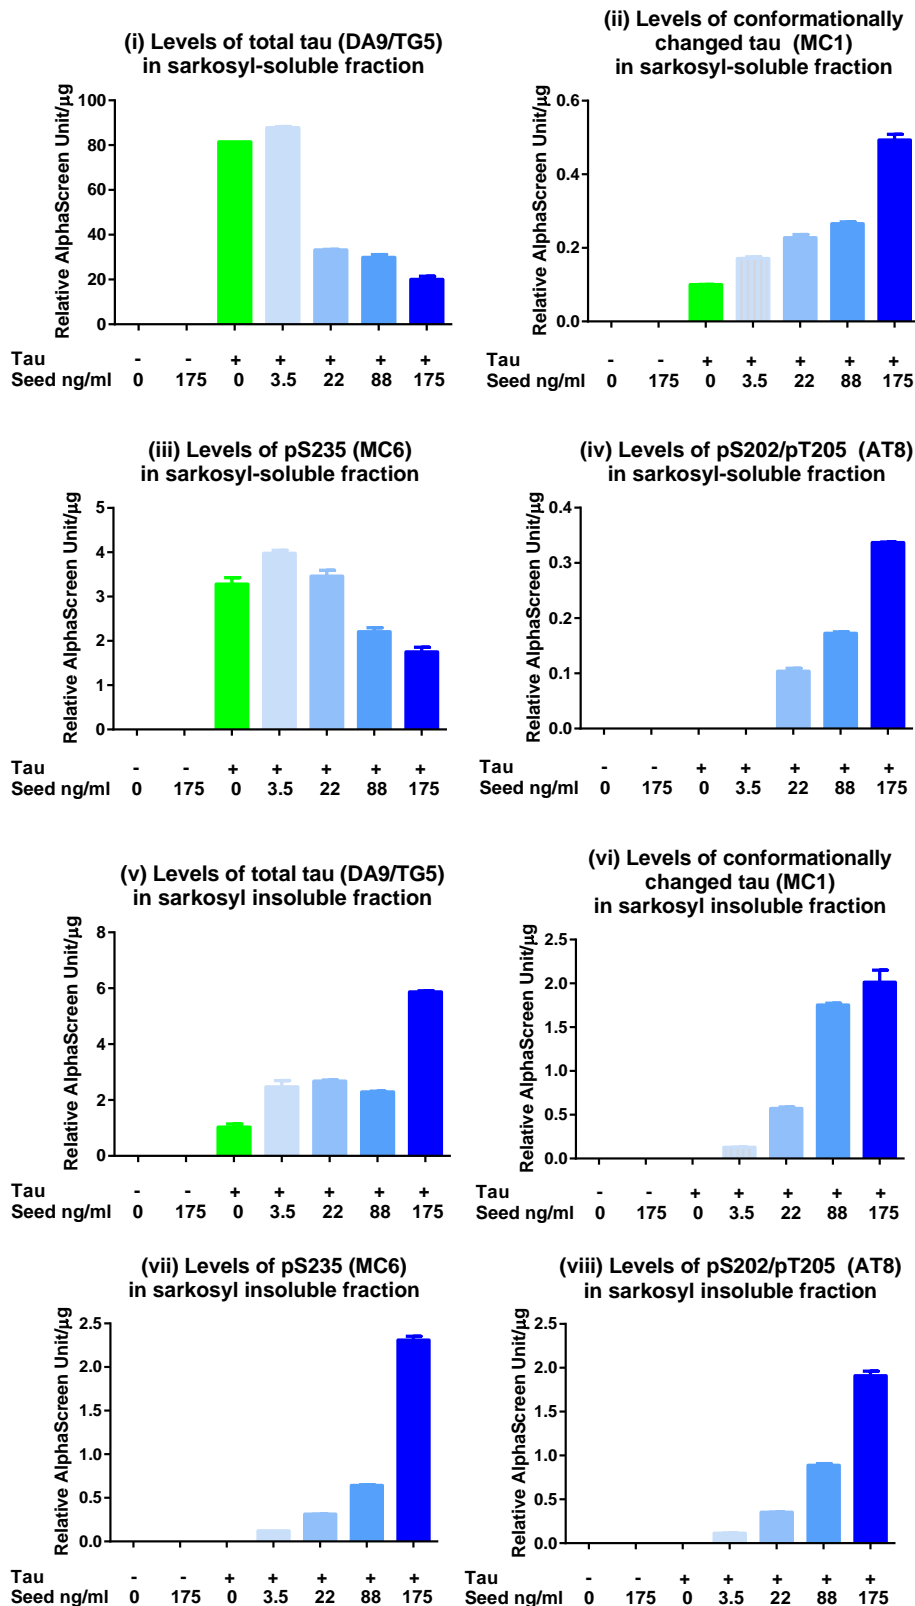 (i) Levels of total tau (DA9/TG5)
in sarkosyl-soluble fraction
Relative AlphaScreen Unit/µg
100
80
60
40
20
0
Tau - - + + + + +
Seed ng/ml 0 175 0 3.5 22 88 175
(ii) Levels of conformationally
changed tau (MC1)
in sarkosyl-soluble fraction
Relative AlphaScreen Unit/µg
0.6
0.4
0.2
0.0
- - + + + + +
0 175 0 3.5 22 88 175
(iii) Levels of pS235 (MC6)
in sarkosyl-soluble fraction
Relative AlphaScreen Unit/µg
5
4
3
2
1
0
Tau - - + + + + +
Seed ng/ml 0 175 0 3.5 22 88 175
(iv) Levels of pS202/pT205 (AT8)
in sarkosyl-soluble fraction
Relative AlphaScreen Unit/µg
0.4
0.3
0.2
0.1
0.0
Tau - - + + + + +
Seed ng/ml 0 175 0 3.5 22 88 175
(v) Levels of total tau (DA9/TG5)
in sarkosyl insoluble fraction
Relative AlphaScreen Unit/µg
8
6
4
2
0
Tau - - + + + + +
Seed ng/ml 0 175 0 3.5 22 88 175
(vi) Levels of conformationally
changed tau (MC1)
in sarkosyl insoluble fraction
Relative AlphaScreen Unit/µg
2.5
2.0
1.5
1.0
0.5
0.0
Tau - - + + + + +
Seed ng/ml 0 175 0 3.5 22 88 175
(vii) Levels of pS235 (MC6)
in sarkosyl insoluble fraction
Relative AlphaScreen Unit/µg
2.5
2.0
1.5
1.0
0.5
0.0
Tau - - + + + + +
Seed ng/ml 0 175 0 3.5 22 88 175
(viii) Levels of pS202/pT205 (AT8)
in sarkosyl insoluble fraction
Relative AlphaScreen Unit/µg
2.5
2.0
1.5
1.0
0.5
0.0
Tau - - + + + + +
Seed ng/ml 0 175 0 3.5 22 88 175